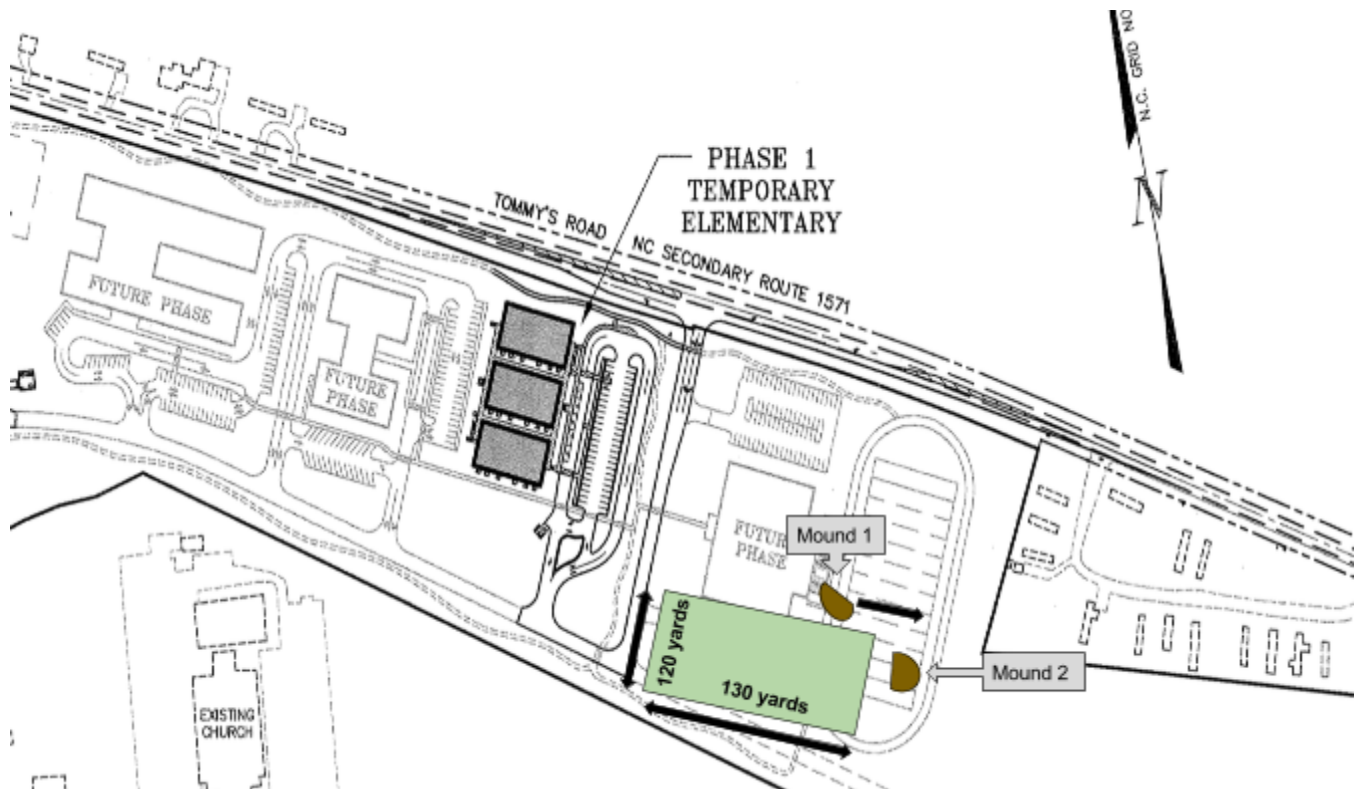 N.C. GRID NO
N
PHASE 1
TEMPORARY
ELEMENTARY
TOMMY'S ROAD NC SECONDARY ROUTE 1571
FUTURE PHASE
FUTURE
PHASE
FUTUR
PHASE
Mound 1
120 yards
130 yards
Mound 2
EXISTING
CHURCH